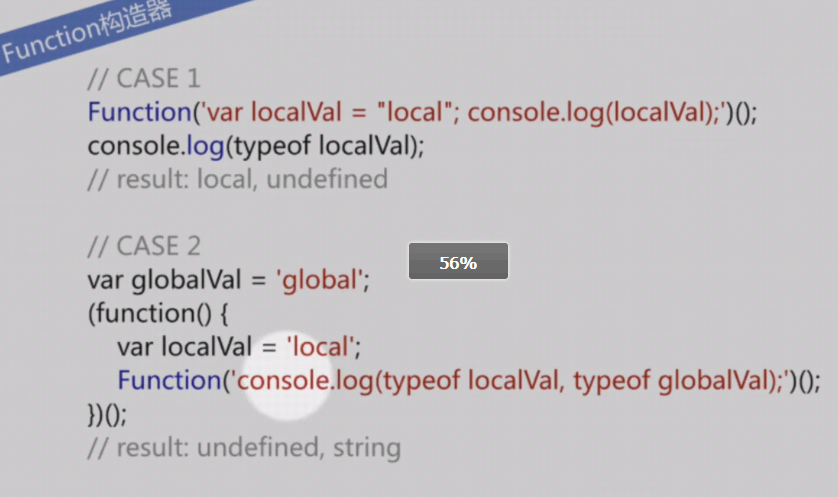 Function构造器
// CASE 1
Function('var localVal = "local"; console.log(localVal);')();
console.log(typeof localVal);
// result: local, undefined
// CASE 2
var globalVal = 'global';
56%
(function() {
var localVal = 'local';
Function('console.log(typeof localVal, typeof globalVal);')();
})();
// result: undefined, string